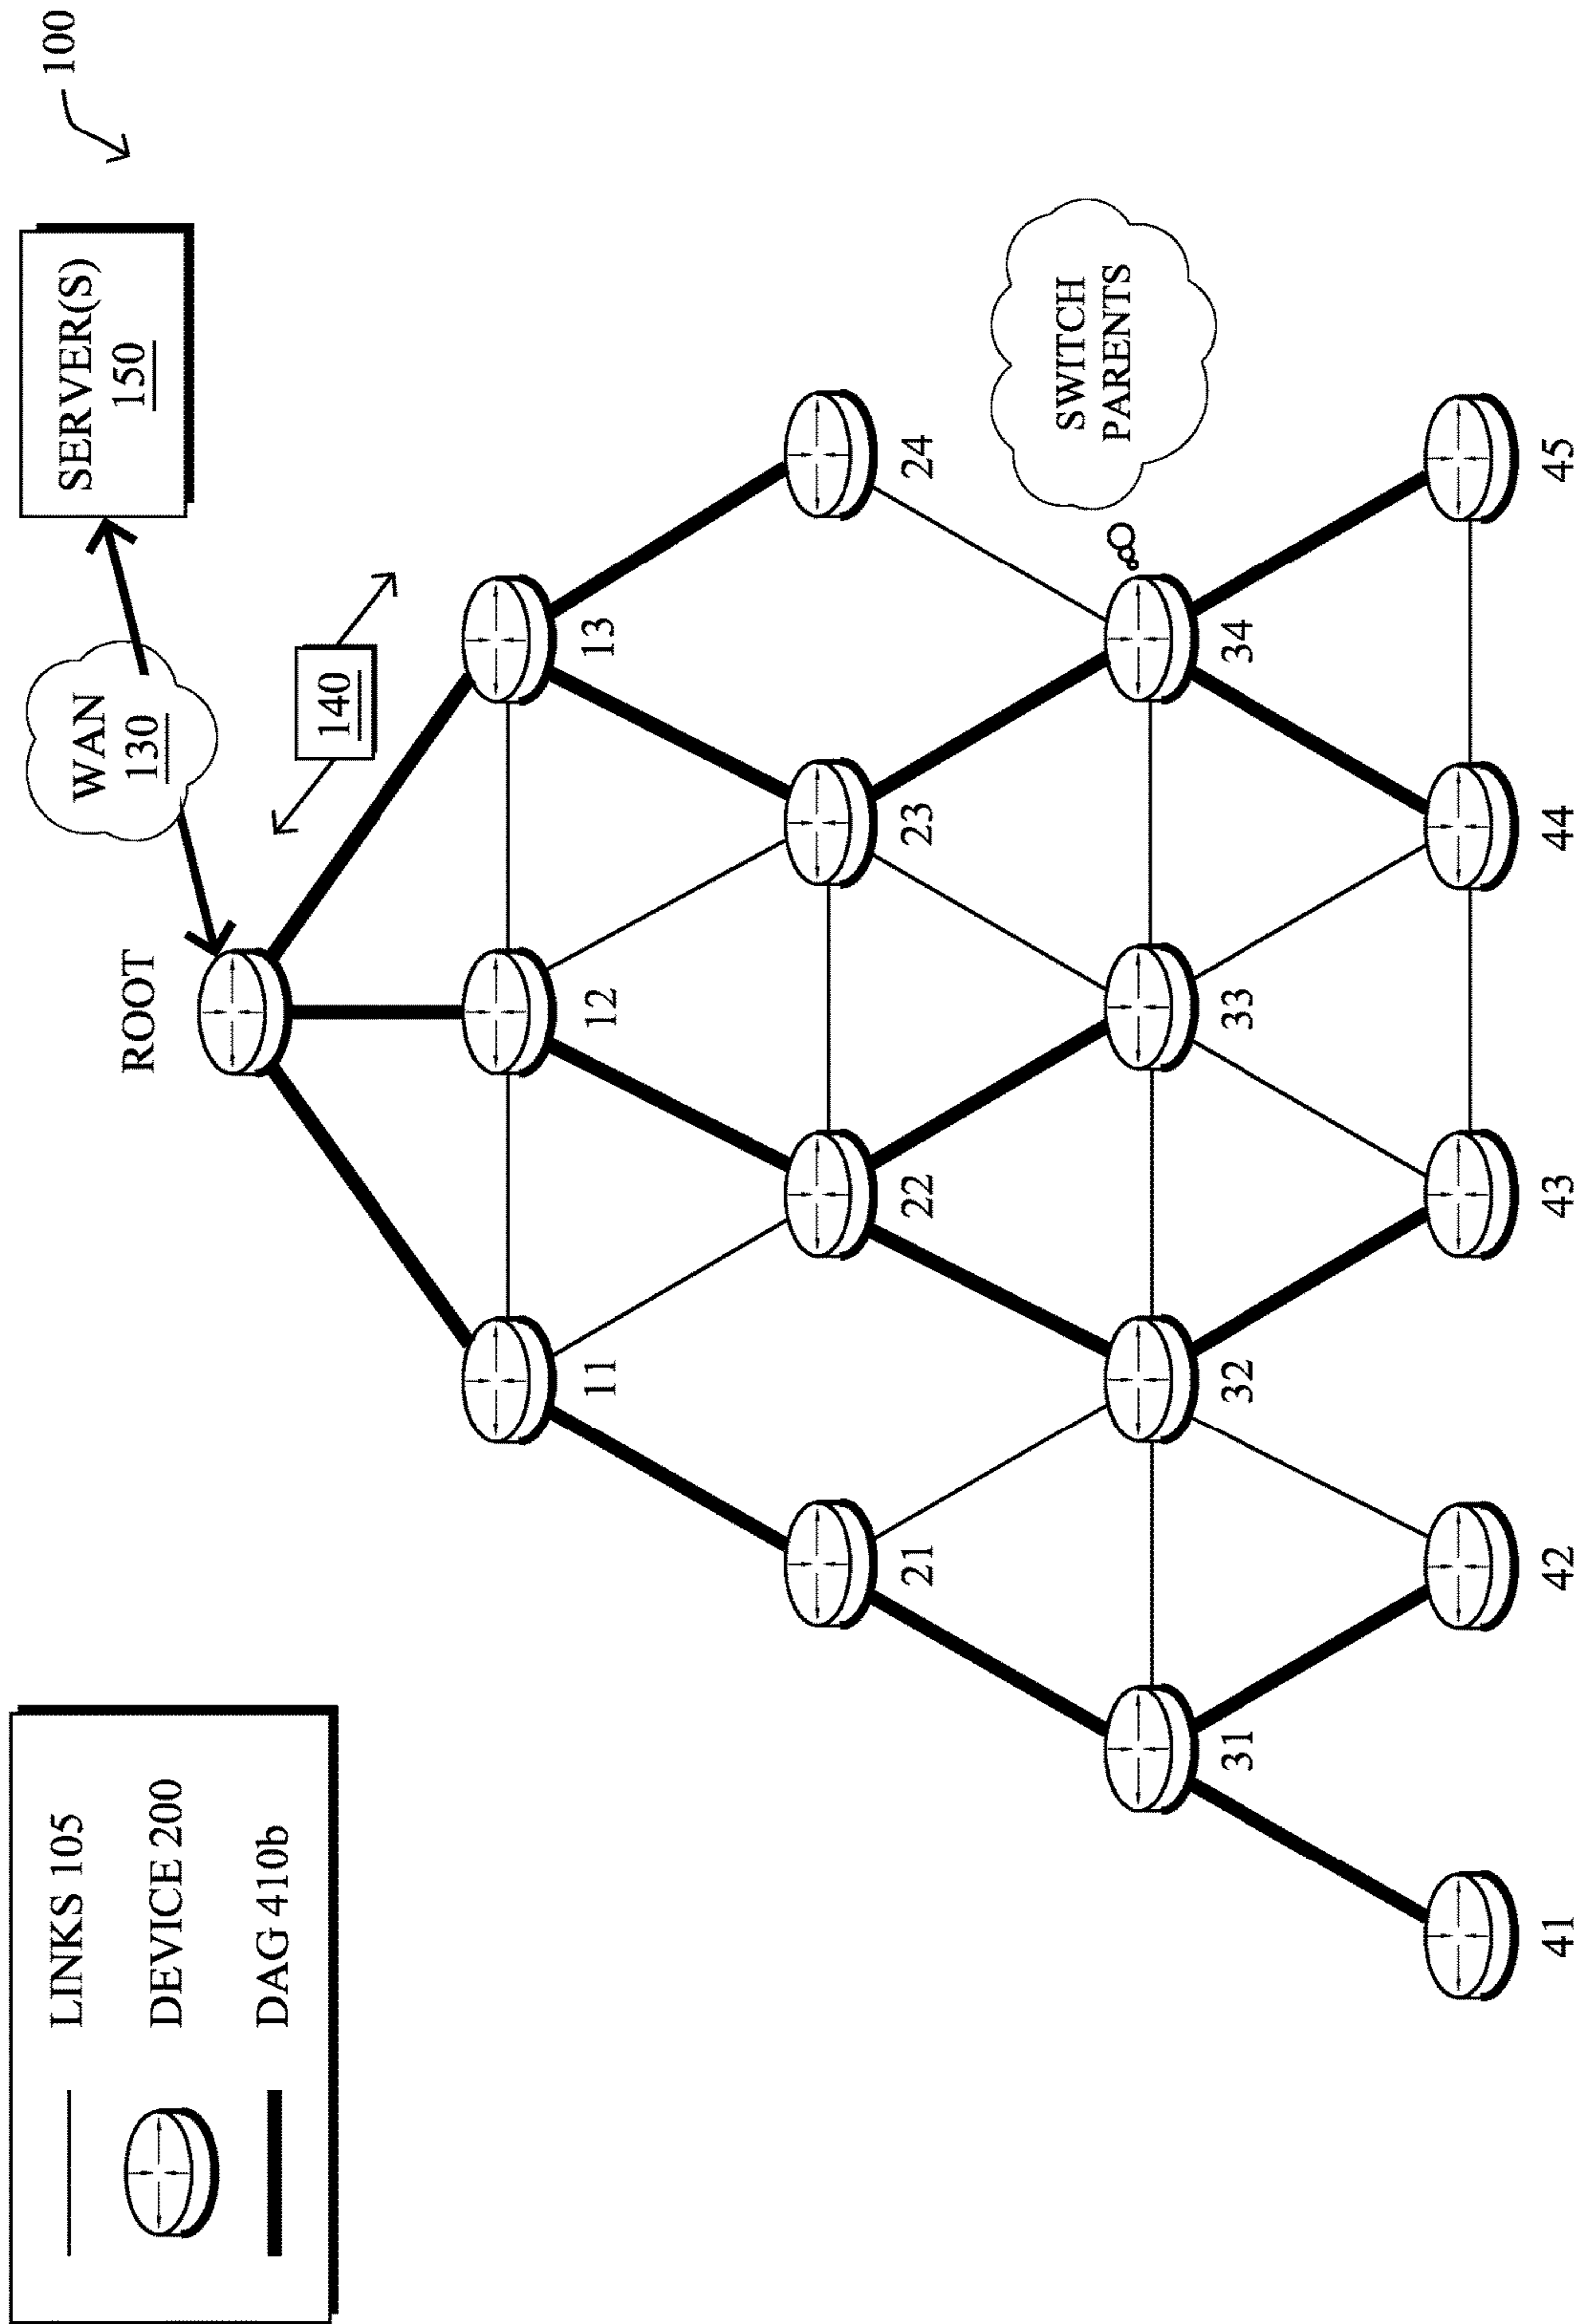 LINKS 105
DEVICE 200
DAG 410b
WAN
130
SERVER(S)
150
100
ROOT
140
11
12
13
21
22
23
24
SWITCH
PARENTS
31
32
33
34
41
42
43
44
45